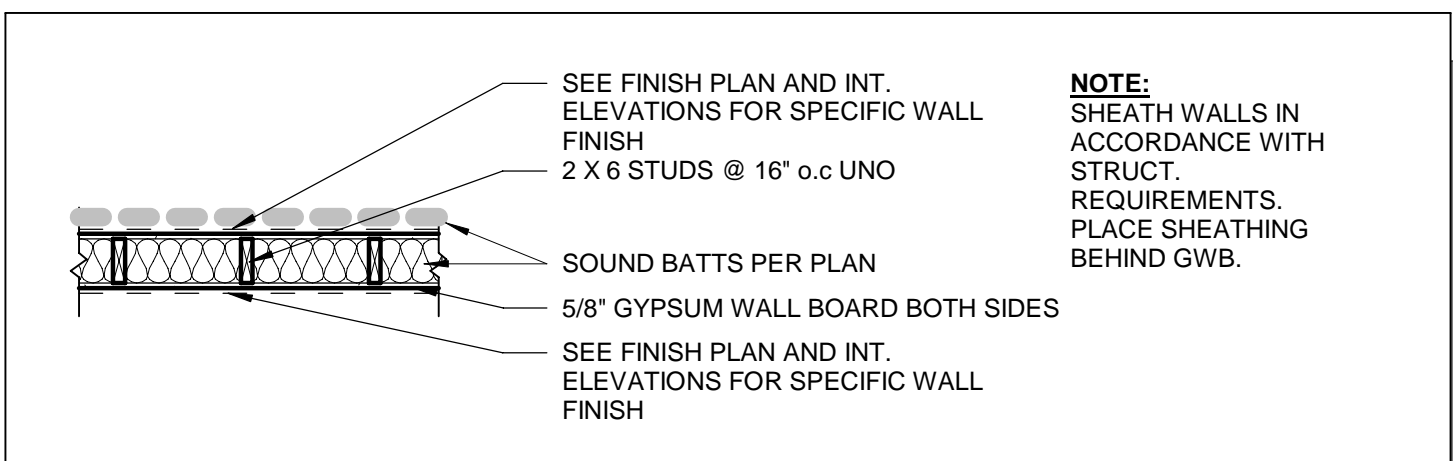 SEE FINISH PLAN AND INT.
ELEVATIONS FOR SPECIFIC WALL
FINISH
2 X 6 STUDS @ 16" o.c UNO
SOUND BATTS PER PLAN
5/8" GYPSUM WALL BOARD BOTH SIDES
SEE FINISH PLAN AND INT.
ELEVATIONS FOR SPECIFIC WALL
FINISH
NOTE:
SHEATH WALLS IN
ACCORDANCE WITH
STRUCT.
REQUIREMENTS.
PLACE SHEATHING
BEHIND GWB.